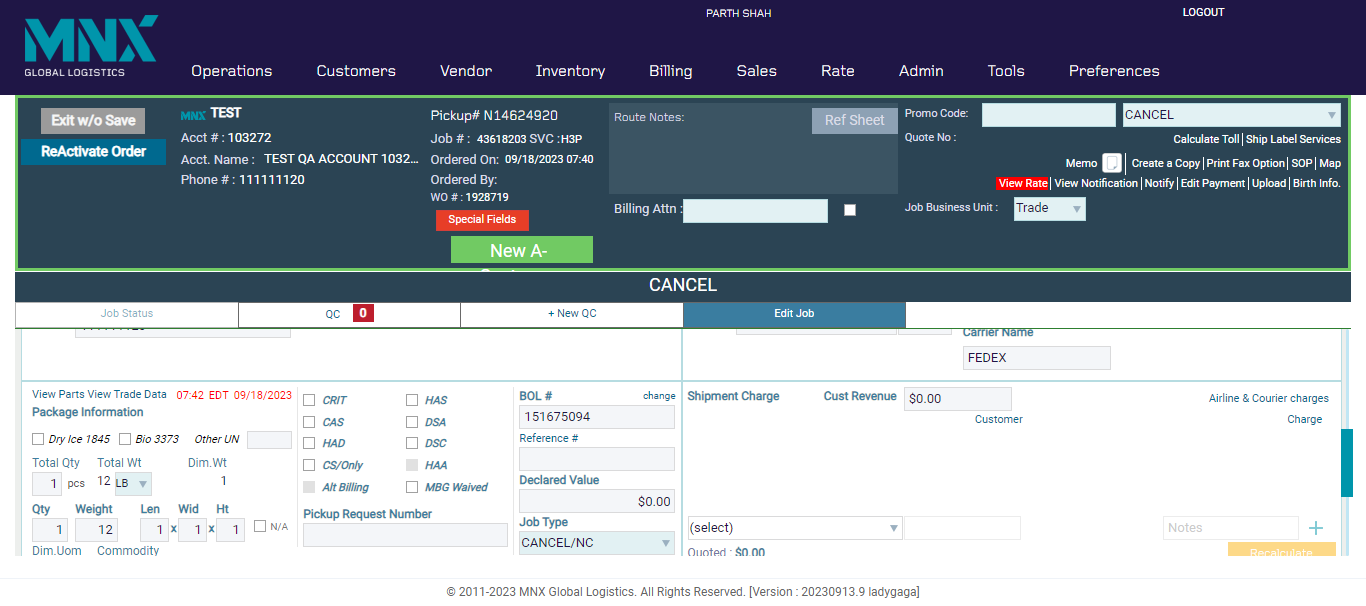 PARTH SHAH
LOGOUT
MNX
GLOBAL LOGISTICS
Operations Customers Vendor Inventory Billing Sales Rate Admin Tools Preferences
Exit w/o Save
ReActivate Order
MNX TEST
Acct # : 103272
Acct. Name : TEST QA ACCOUNT 1032...
Phone # : 111111120
Pickup# N14624920
Job # : 43618203 SVC :H3P
Ordered On: 09/18/2023 07:40
Ordered By:
WO # : 1928719
Special Fields
New A-
Route Notes:
Ref Sheet
Billing Attn :
Promo Code:
CANCEL
Quote No :
Calculate Toll| Ship Label Services
Memo | Create a Copy| Print Fax Option| SOP| Map
View Rate| View Notification| Notify| Edit Payment| Upload| Birth Info.
Job Business Unit : Trade
CANCEL
Job Status
QC 0
+ New QC
Edit Job
Carrier Name
FEDEX
View Parts View Trade Data 07:42 EDT 09/18/2023
Package Information
Dry Ice 1845 Bio 3373 Other UN
Total Qty Total Wt Dim.Wt
1 pcs 12 LB 1
Qty Weight Len Wid Ht
1 12 1 x 1 x 1 N/A
Dim.Uom Commodity
CRIT HAS
CAS DSA
HAD DSC
CS/Only HAA
Alt Billing MBG Waived
Pickup Request Number
BOL # change
151675094
Reference #
Declared Value
$0.00
Job Type
CANCEL/NC
Shipment Charge Cust Revenue $0.00 Airline & Courier charges
Customer Charge
(select) Notes +
Quoted : $0.00
Recalculate
© 2011-2023 MNX Global Logistics. All Rights Reserved. [Version : 20230913.9 ladygaga]